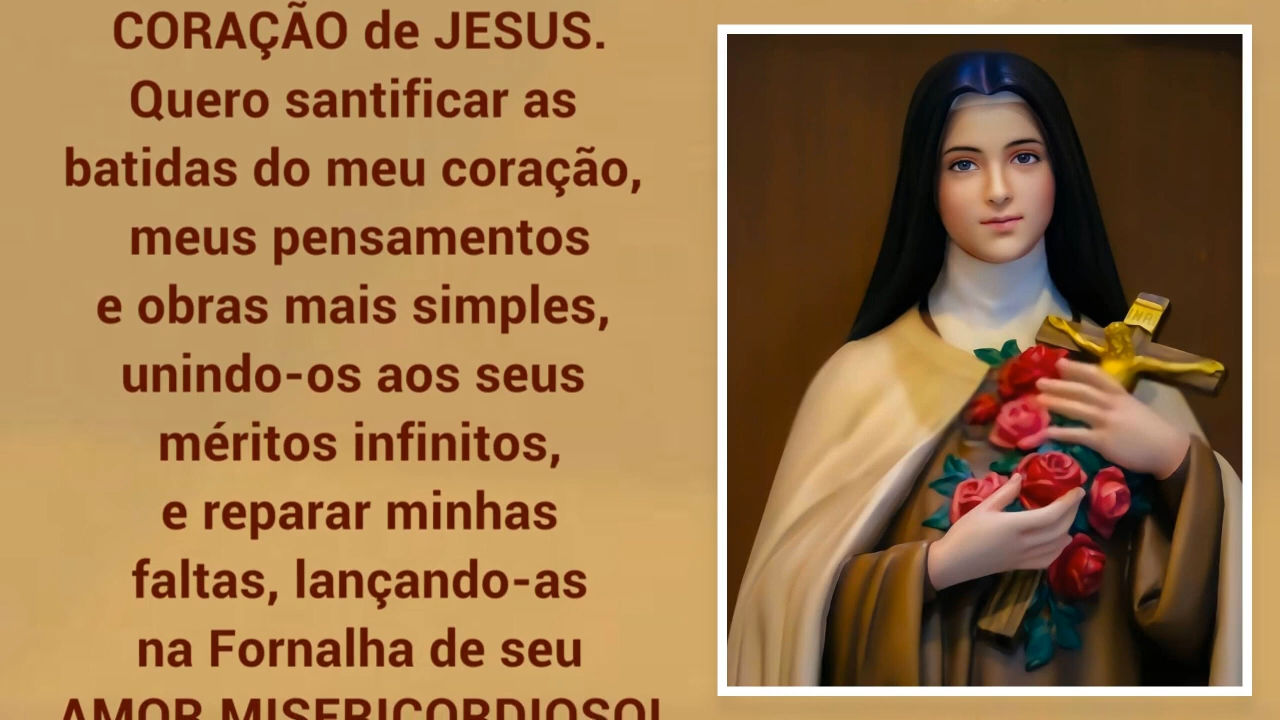 CORAÇÃO de JESUS.
Quero santificar as
batidas do meu coração,
meus pensamentos
e obras mais simples,
unindo-os aos seus
méritos infinitos,
e reparar minhas
faltas, lançando-as
na Fornalha de seu
AMOR MISERICORDIOSO!
INRI